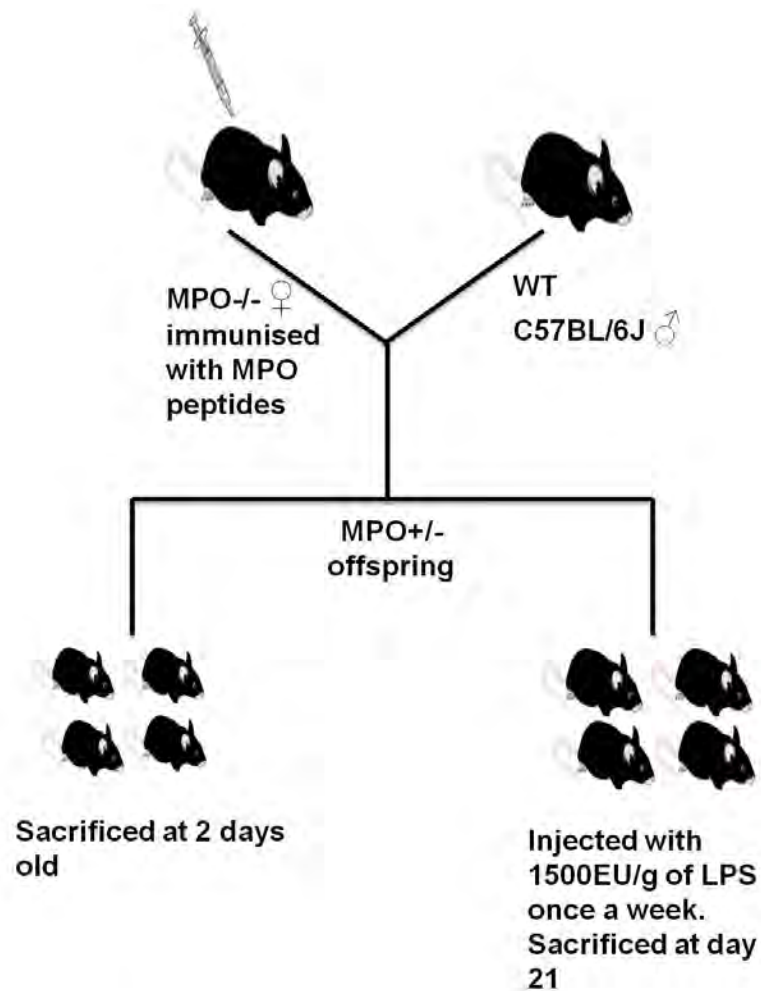 MPO-/- ♀
immunised
with MPO
peptides
WT
C57BL/6J ♂
MPO+/-
offspring
Sacrificed at 2 days
old
Injected with
1500EU/g of LPS
once a week.
Sacrificed at day
21